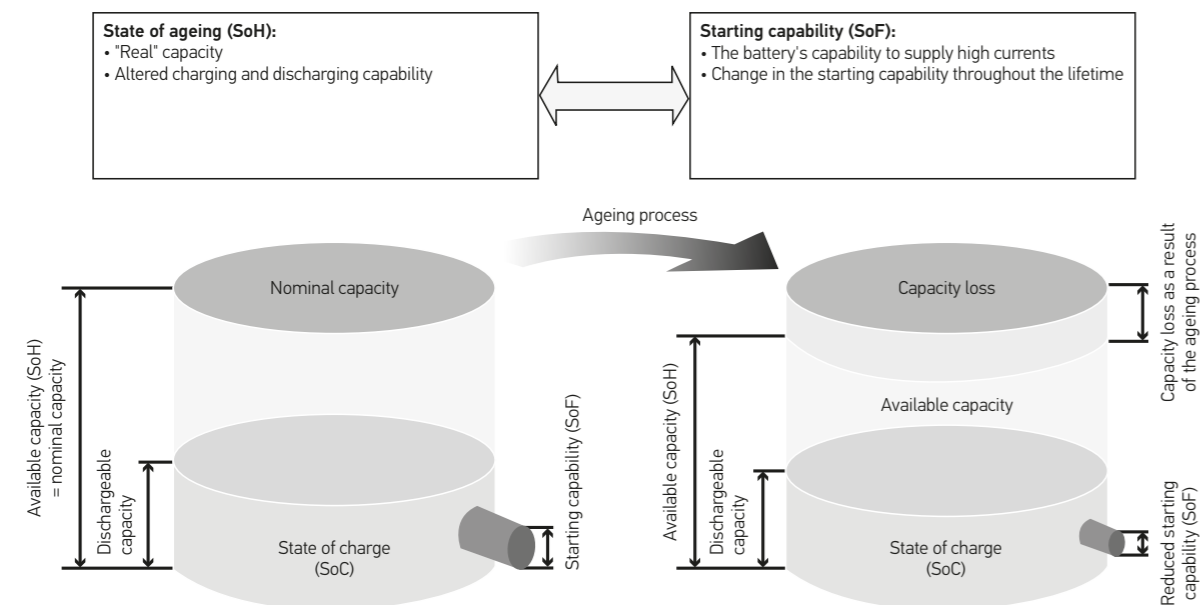 State of ageing (SoH):
• "Real" capacity
• Altered charging and discharging capability
Starting capability (SoF):
• The battery's capability to supply high currents
• Change in the starting capability throughout the lifetime
Ageing process
Nominal capacity
Available capacity (SoH)
= nominal capacity
Dischargeable
capacity
State of charge
(SoC)
Starting capability (SoF)
Capacity loss
Capacity loss as a result
of the ageing process
Available capacity (SoH)
Available capacity
Dischargeable
capacity
State of charge
(SoC)
Reduced starting
capability (SoF)